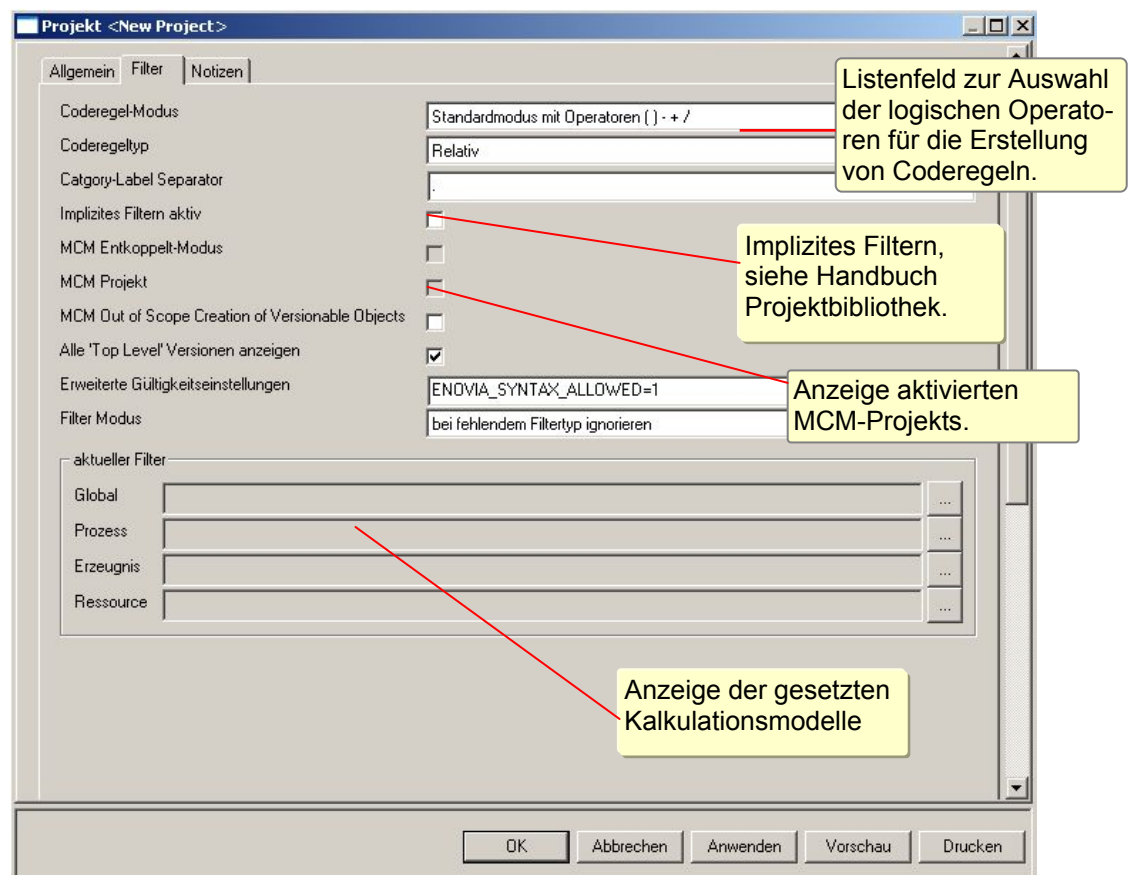 Projekt <New Project>
Allgemein Filter Notizen
Listenfeld zur Auswahl
der logischen Operato-
ren für die Erstellung
von Coderegeln.
Coderegel-Modus
Standardmodus mit Operatoren ( ) - + /
Coderegeltyp
Relativ
Catgory-Label Separator
.
Implizites Filtern aktiv
MCM Entkoppelt-Modus
Implizites Filtern,
siehe Handbuch
Projektbibliothek.
MCM Projekt
MCM Out of Scope Creation of Versionable Objects
Alle 'Top Level' Versionen anzeigen
Erweiterte Gültigkeitseinstellungen
ENOVIA_SYNTAX_ALLOWED=1
Anzeige aktivierten
MCM-Projekts.
Filter Modus
bei fehlendem Filtertyp ignorieren
aktueller Filter
Global ...
Prozess ...
Erzeugnis ...
Ressource ...
Anzeige der gesetzten
Kalkulationsmodelle
OK Abbrechen Anwenden Vorschau Drucken